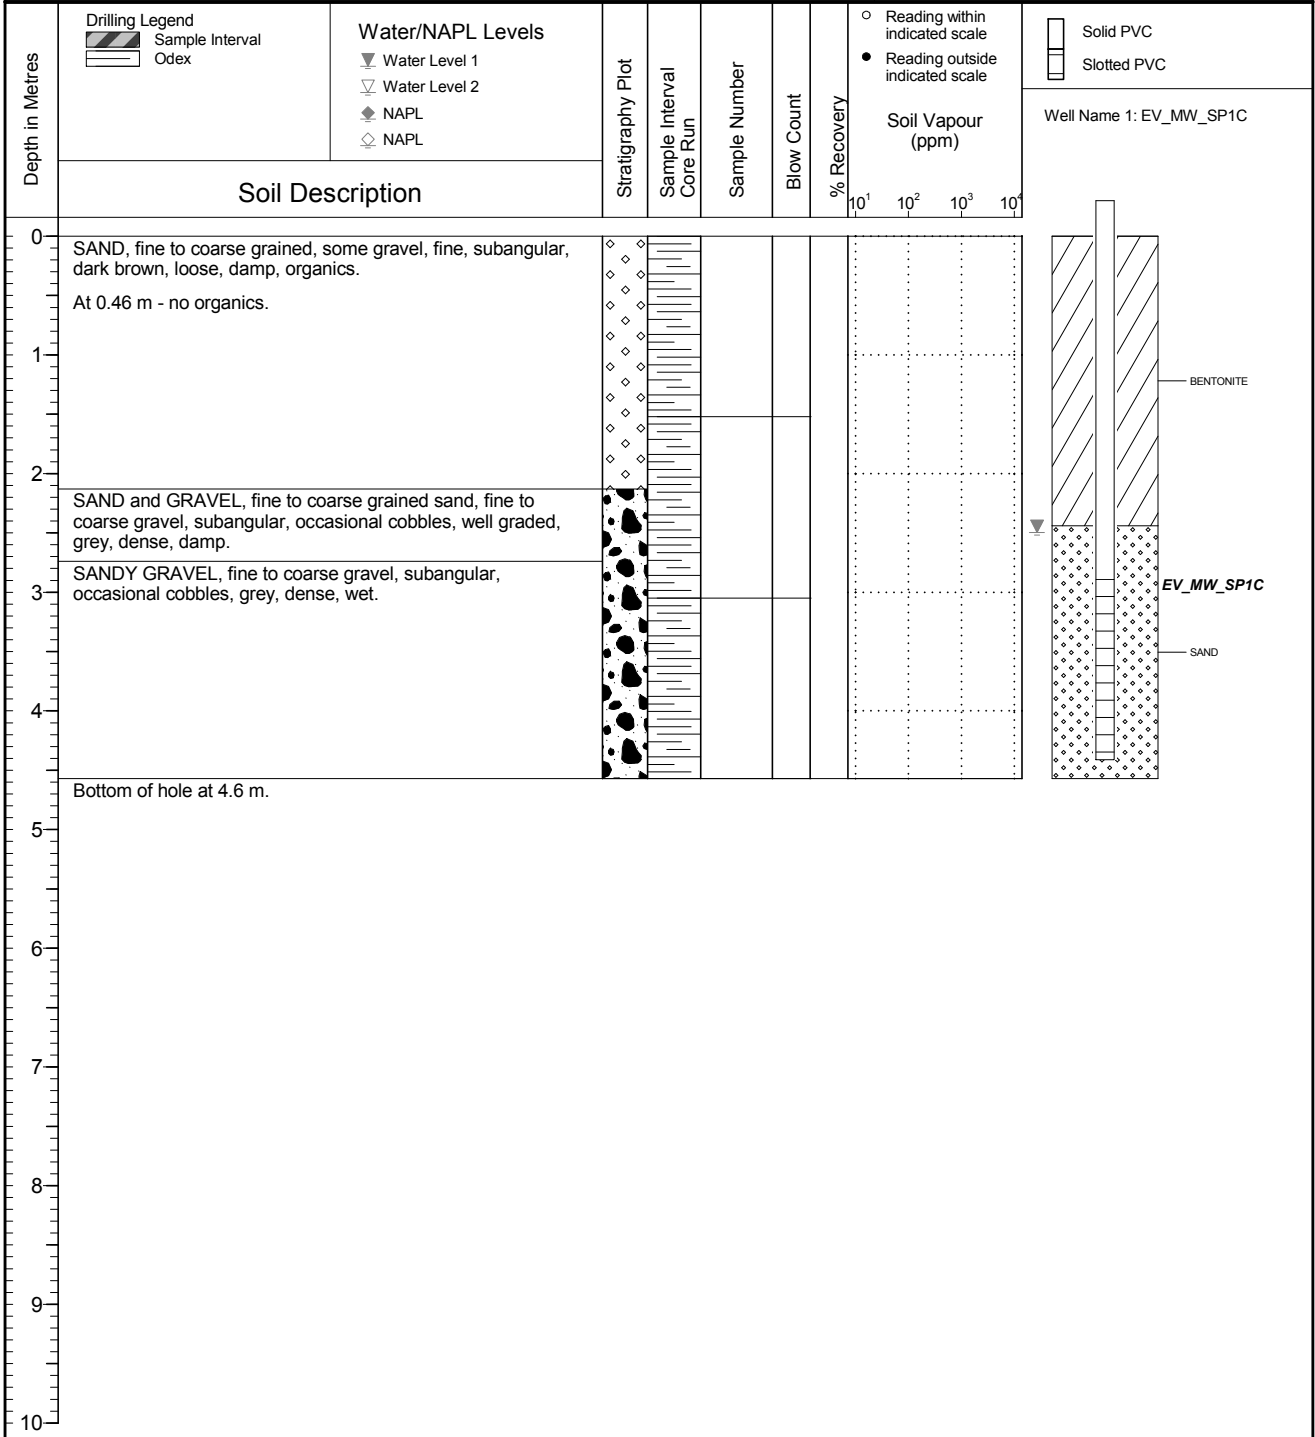 Depth in Metres
Drilling Legend
Sample Interval
Odex
Water/NAPL Levels
Water Level 1
Water Level 2
NAPL
NAPL
Soil Description
Stratigraphy Plot
Sample Interval
Core Run
Sample Number
Blow Count
% Recovery
Reading within
indicated scale
Reading outside
indicated scale
Soil Vapour
(ppm)
10¹ 10² 10³ 10⁴
Solid PVC
Slotted PVC
Well Name 1: EV_MW_SP1C
0
SAND, fine to coarse grained, some gravel, fine, subangular,
dark brown, loose, damp, organics.
At 0.46 m - no organics.
1
BENTONITE
2
SAND and GRAVEL, fine to coarse grained sand, fine to
coarse gravel, subangular, occasional cobbles, well graded,
grey, dense, damp.
SANDY GRAVEL, fine to coarse gravel, subangular,
occasional cobbles, grey, dense, wet.
3
EV_MW_SP1C
SAND
4
Bottom of hole at 4.6 m.
5
6
7
8
9
10